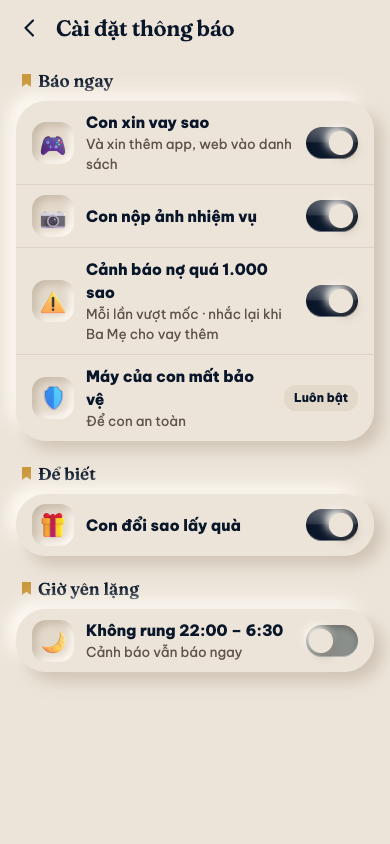 Cài đặt thông báo
Báo ngay
Con xin vay sao
Và xin thêm app, web vào danh
sách
Con nộp ảnh nhiệm vụ
Cảnh báo nợ quá 1.000
sao
Mỗi lần vượt mốc · nhắc lại khi
Ba Mẹ cho vay thêm
Máy của con mất bảo
vệ
Để con an toàn
Luôn bật
Để biết
Con đổi sao lấy quà
Giờ yên lặng
Không rung 22:00 – 6:30
Cảnh báo vẫn báo ngay